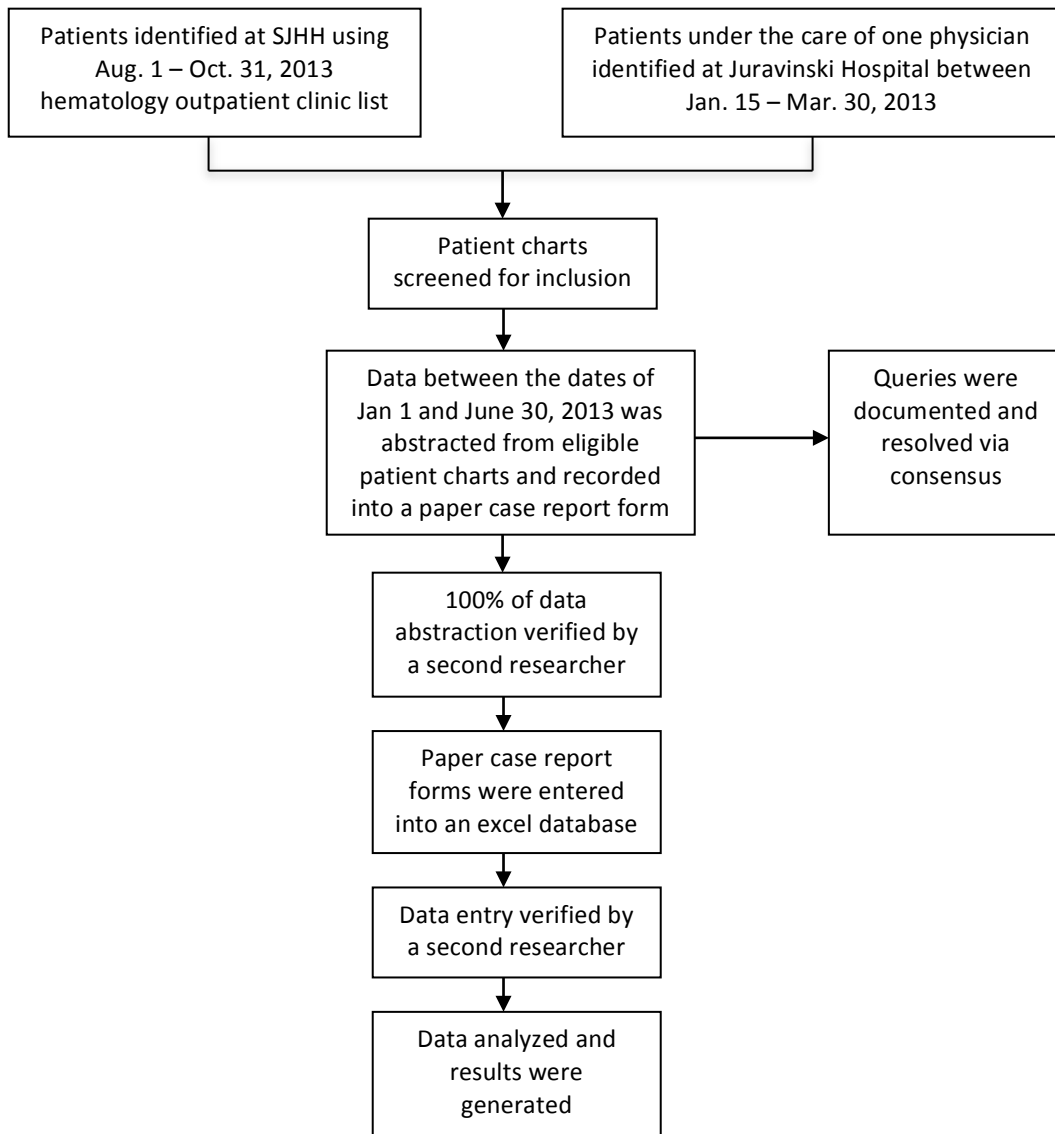 Patients identified at SJHH using
Aug. 1 – Oct. 31, 2013
hematology outpatient clinic list
Patients under the care of one physician
identified at Juravinski Hospital between
Jan. 15 – Mar. 30, 2013
Patient charts
screened for inclusion
Data between the dates of
Jan 1 and June 30, 2013 was
abstracted from eligible
patient charts and recorded
into a paper case report form
Queries were
documented and
resolved via
consensus
100% of data
abstraction verified by
a second researcher
Paper case report
forms were entered
into an excel database
Data entry verified by
a second researcher
Data analyzed and
results were
generated